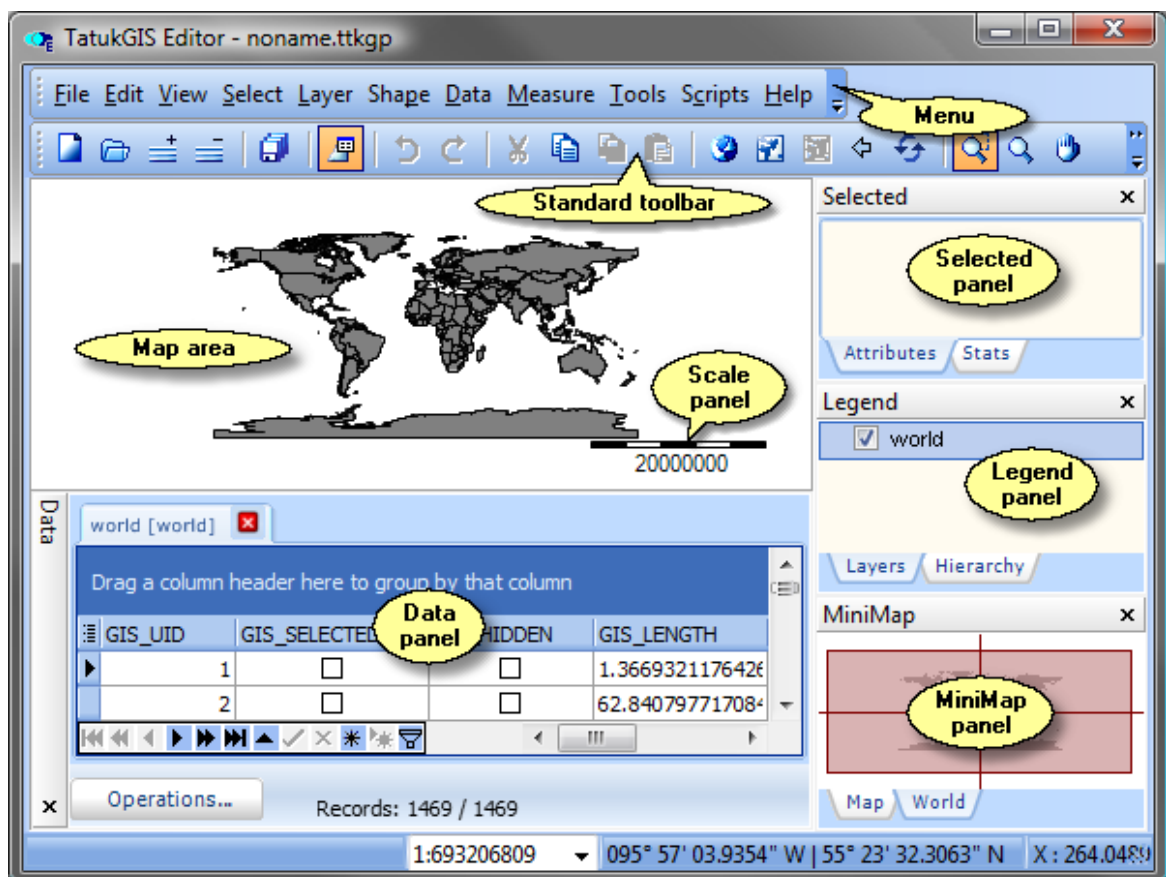 TatukGIS Editor - noname.ttkgp
File Edit View Select Layer Shape Data Measure Tools Scripts Help
Menu
Standard toolbar
Map area
Scale
panel
20000000
Selected
Selected
panel
Attributes Stats
Legend
world
Legend
panel
Layers Hierarchy
MiniMap
MiniMap
panel
Map World
Data
world [world]
Drag a column header here to group by that column
Data
panel
GIS_UID GIS_SELECTED HIDDEN GIS_LENGTH
1 1.3669321176426
2 62.84079771708
Operations...
Records: 1469 / 1469
1:693206809 095° 57' 03.9354" W 55° 23' 32.3063" N X : 264.0489